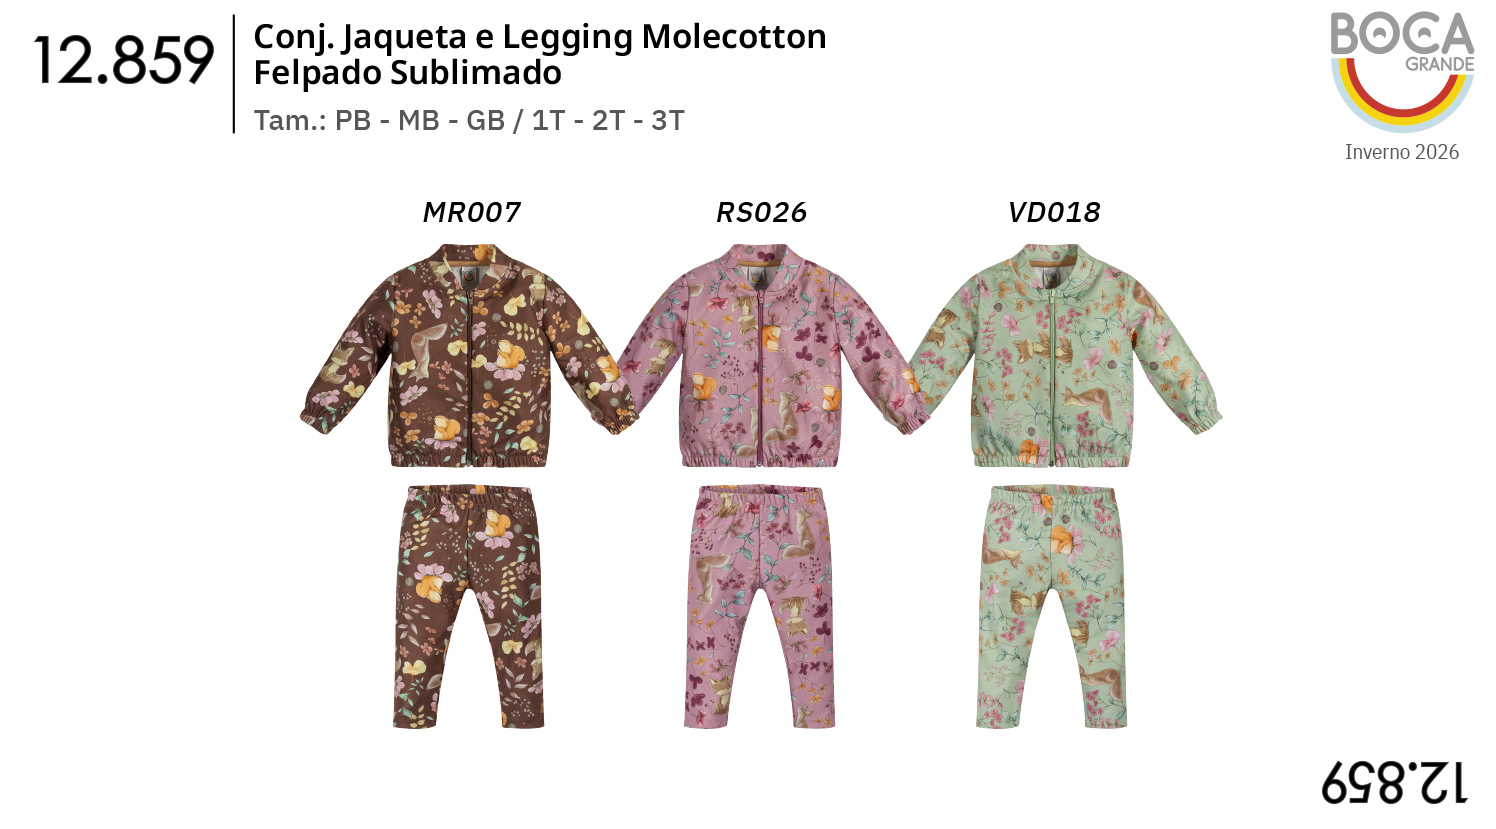 12.859
Conj. Jaqueta e Legging Molecotton
Felpado Sublimado
Tam.: PB - MB - GB / 1T - 2T - 3T
BOCA
GRANDE
Inverno 2026
MR007
RS026
VD018
12.859